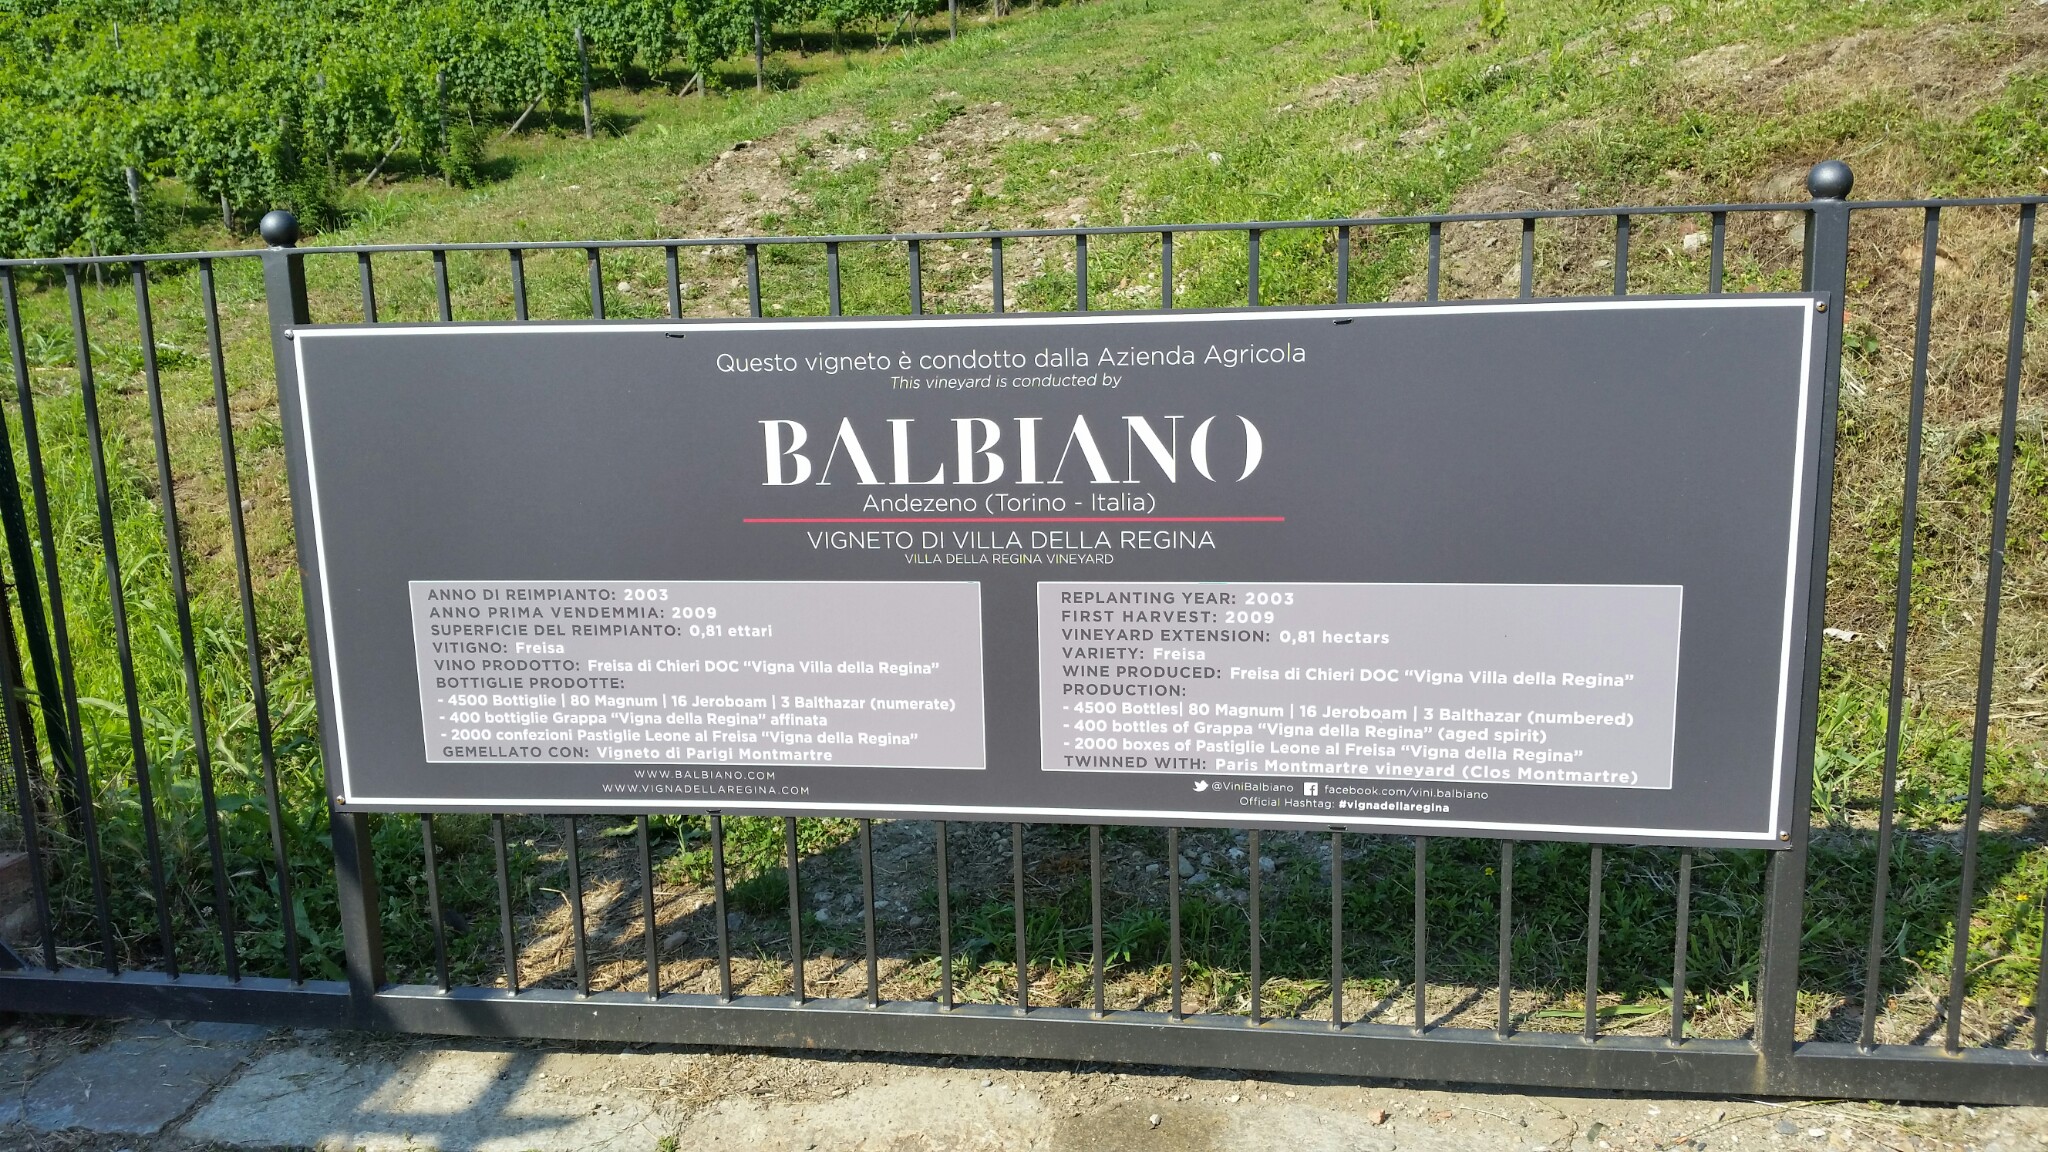 Questo vigneto è condotto dalla Azienda Agricola
This vineyard is conducted by
BALBIANO
Andezeno (Torino - Italia)
VIGNETO DI VILLA DELLA REGINA
VILLA DELLA REGINA VINEYARD
ANNO DI REIMPIANTO: 2003
ANNO PRIMA VENDEMMIA: 2009
SUPERFICIE DEL REIMPIANTO: 0,81 ettari
VITIGNO: Freisa
VINO PRODOTTO: Freisa di Chieri DOC “Vigna Villa della Regina”
BOTTIGLIE PRODOTTE:
- 4500 Bottiglie | 80 Magnum | 16 Jeroboam | 3 Balthazar (numerate)
- 400 bottiglie Grappa “Vigna della Regina” affinata
- 2000 confezioni Pastiglie Leone al Freisa “Vigna della Regina”
GEMELLATO CON: Vigneto di Parigi Montmartre
WWW.BALBIANO.COM
WWW.VIGNADELLAREGINA.COM
REPLANTING YEAR: 2003
FIRST HARVEST: 2009
VINEYARD EXTENSION: 0,81 hectars
VARIETY: Freisa
WINE PRODUCED: Freisa di Chieri DOC “Vigna Villa della Regina”
PRODUCTION:
- 4500 Bottles| 80 Magnum | 16 Jeroboam | 3 Balthazar (numbered)
- 400 bottles of Grappa “Vigna della Regina” (aged spirit)
- 2000 boxes of Pastiglie Leone al Freisa “Vigna della Regina”
TWINNED WITH: Paris Montmartre vineyard (Clos Montmartre)
@ViniBalbiano facebook.com/vini.balbiano
Official Hashtag: #vignadellaregina